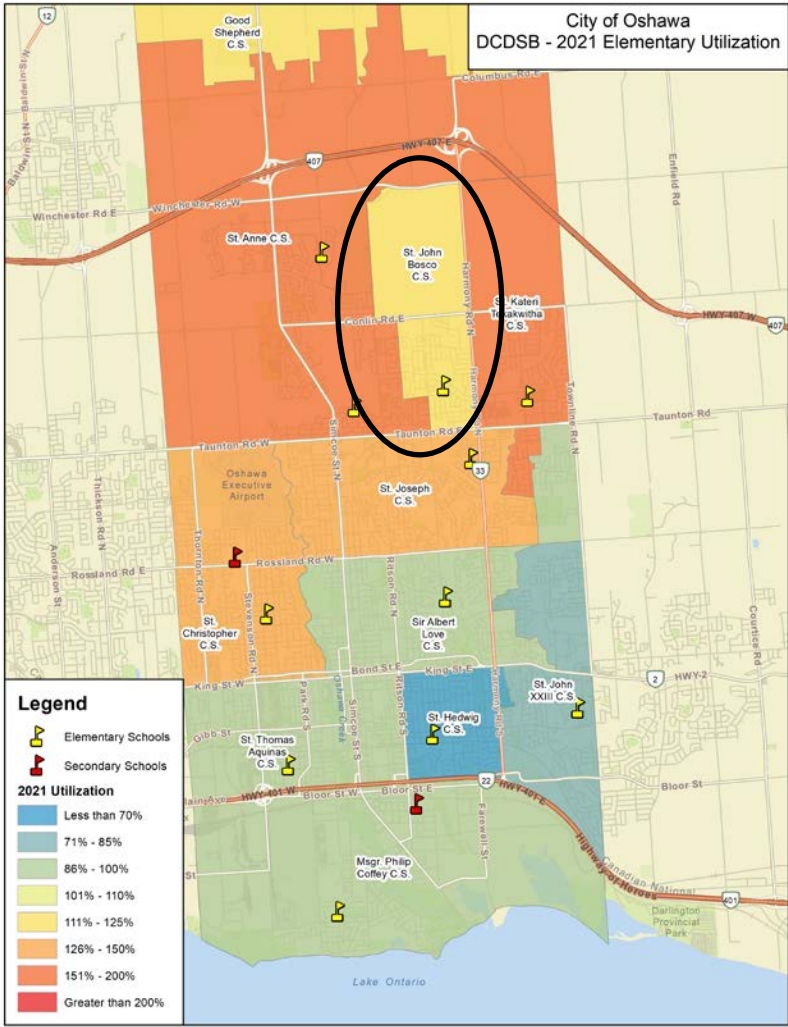 City of Oshawa
DCDSB - 2021 Elementary Utilization
12
Good
Shepherd
C.S.
33
Baldwin St N
Baldwin St N
Columbus Rd E
HWY-407 E
407
Winchester Rd E
Winchester Rd W
Enfield Rd
St. Anne C.S.
St. John
Bosco
C.S.
Harmony Rd N
St. Kateri
Tekakwitha
C.S.
Conlin Rd E
HWY-407 W
407
Harmony Rd N
Townline Rd N
Taunton Rd W
Taunton Rd E
Taunton Rd
Simcoe St N
33
Oshawa
Executive
Airport
St. Joseph
C.S.
Thickson Rd N
Anderson St
Thornton Rd N
Rossland Rd E
Rossland Rd W
Ritson Rd N
Stevenson Rd N
St.
Christopher
C.S.
Sir Albert
Love
C.S.
Courtice Rd
Bond St E
King St W
King St E
HWY-2
2
St. John
XXIII C.S.
Park Rd S
Oshawa Creek
Simcoe St S
Ritson Rd S
Harmony Rd S
St. Hedwig
C.S.
Gibb St
St. Thomas
Aquinas
C.S.
22
Bloor St
HWY-401 W
Bloor St W
Bloor St E
HWY-401 E
Farewell St
Highway of Heroes
Canadian National
Msgr. Philip
Coffey C.S.
401
Darlington
Provincial
Park
Lake Ontario
Legend
Elementary Schools
Secondary Schools
2021 Utilization
Less than 70%
71% - 85%
86% - 100%
101% - 110%
111% - 125%
126% - 150%
151% - 200%
Greater than 200%